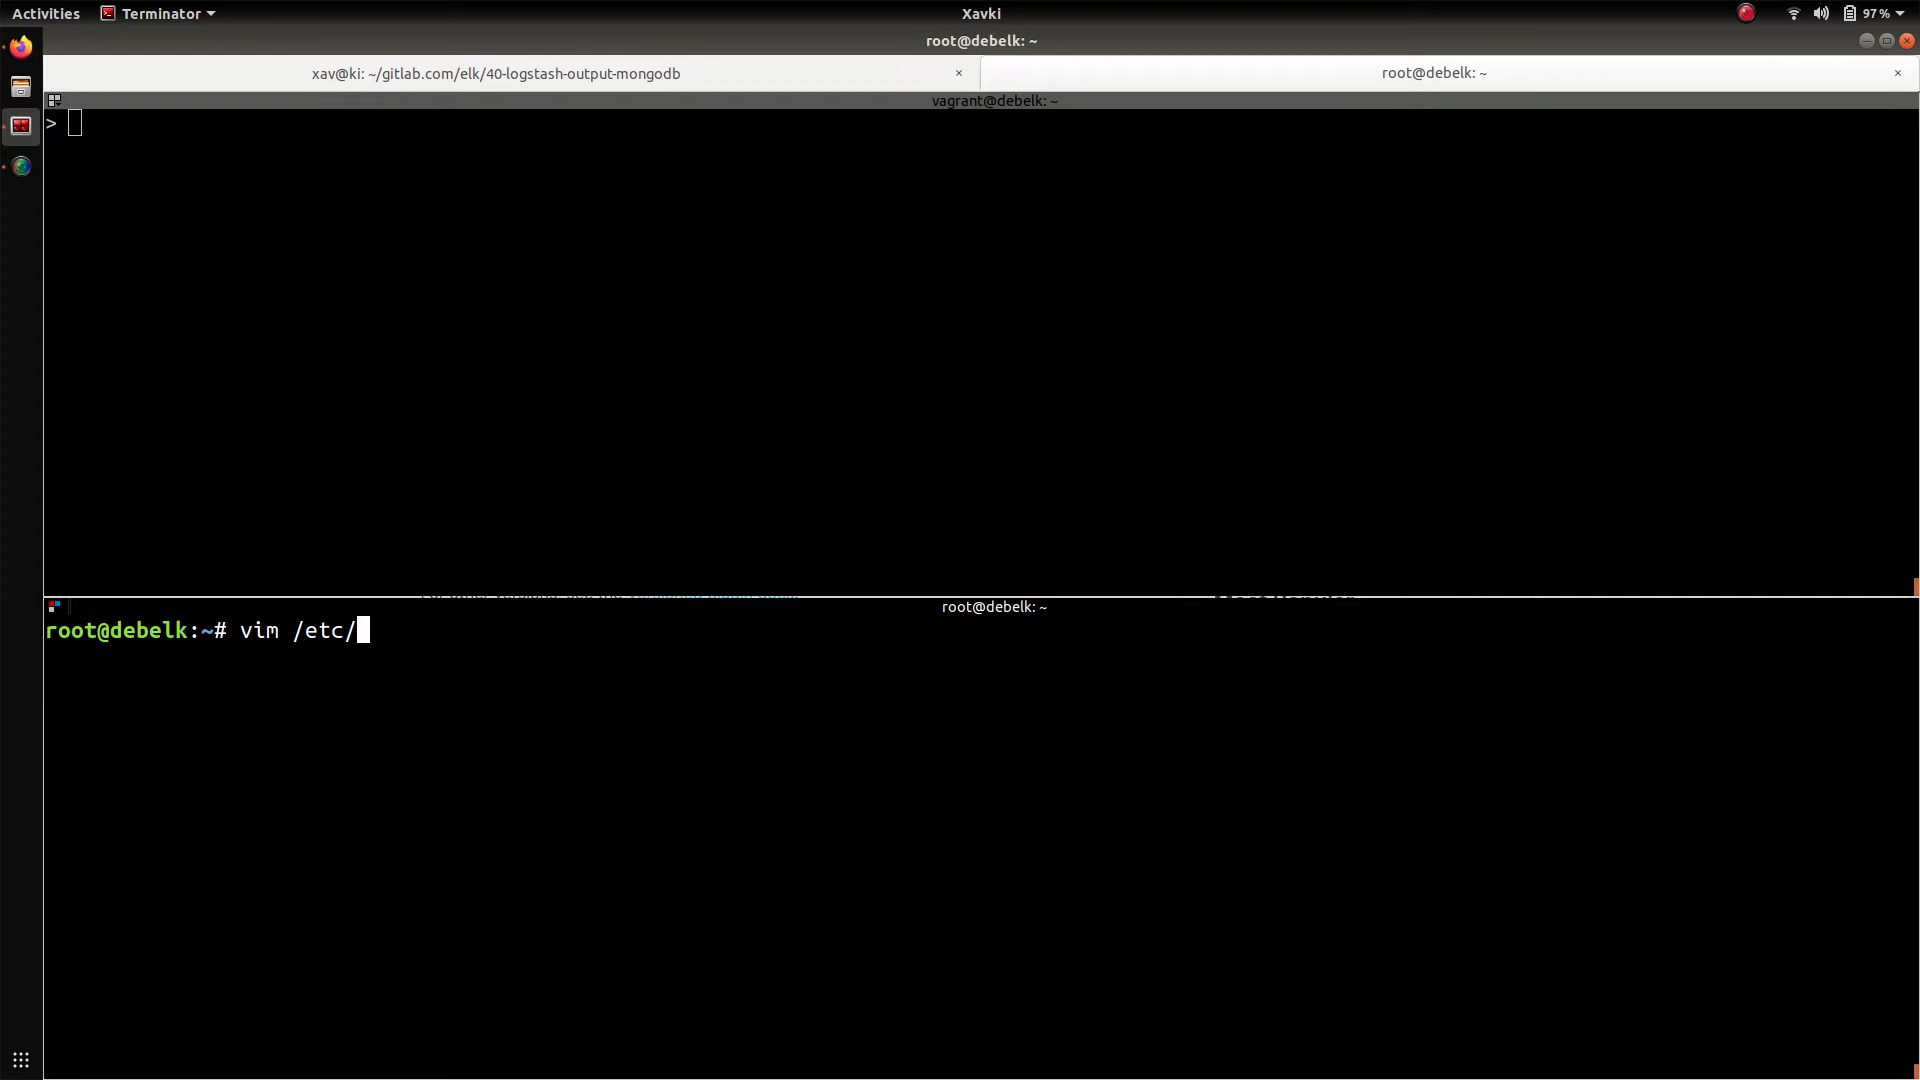 Activities
Terminator
Xavki
97 %
root@debelk: ~
xav@ki: ~/gitlab.com/elk/40-logstash-output-mongodb
×
root@debelk: ~
×
vagrant@debelk: ~
>
root@debelk: ~
root@debelk:~# vim /etc/